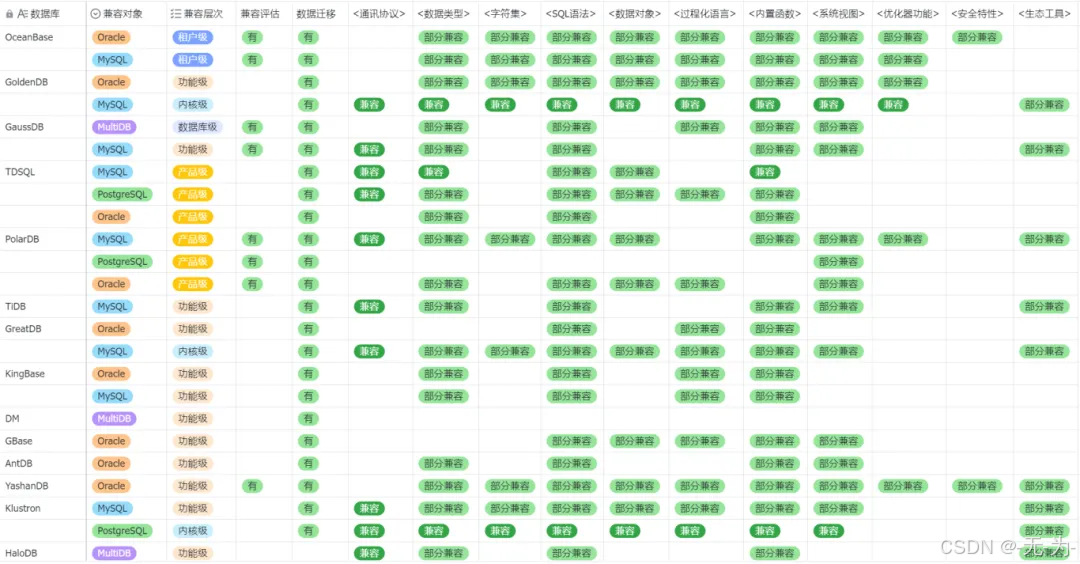 数据库 兼容对象 兼容层次 兼容评估 数据迁移 <通讯协议> <数据类型> <字符集> <SQL语法> <数据对象> <过程化语言> <内置函数> <系统视图> <优化器功能> <安全特性> <生态工具>
OceanBase Oracle 租户级 有 有 部分兼容 部分兼容 部分兼容 部分兼容 部分兼容 部分兼容 部分兼容 部分兼容 部分兼容
MySQL 租户级 有 有 部分兼容 部分兼容 部分兼容 部分兼容 部分兼容 部分兼容 部分兼容 部分兼容
GoldenDB Oracle 功能级 有 部分兼容 部分兼容 部分兼容 部分兼容 部分兼容 部分兼容 部分兼容 部分兼容
MySQL 内核级 有 兼容 兼容 兼容 兼容 兼容 兼容 兼容 兼容 兼容 部分兼容
GaussDB MultiDB 数据库级 有 有 部分兼容 部分兼容 部分兼容 部分兼容 部分兼容
MySQL 功能级 有 有 兼容 部分兼容 部分兼容 部分兼容 部分兼容 部分兼容
TDSQL MySQL 产品级 有 兼容 兼容 部分兼容 部分兼容 兼容
PostgreSQL 产品级 有 兼容 部分兼容 部分兼容 部分兼容 部分兼容 部分兼容
Oracle 产品级 有 部分兼容 部分兼容 部分兼容
PolarDB MySQL 产品级 有 有 兼容 部分兼容 部分兼容 部分兼容 部分兼容 部分兼容 部分兼容 部分兼容 部分兼容
PostgreSQL 产品级 有 有 部分兼容
Oracle 产品级 有 有 部分兼容 部分兼容 部分兼容 部分兼容 部分兼容
TiDB MySQL 功能级 有 兼容 部分兼容 部分兼容 部分兼容 部分兼容 部分兼容
GreatDB Oracle 功能级 有 部分兼容 部分兼容 部分兼容
MySQL 内核级 有 兼容 部分兼容 部分兼容 部分兼容 部分兼容 部分兼容 部分兼容 部分兼容 部分兼容
KingBase Oracle 功能级 有 部分兼容 部分兼容 部分兼容 部分兼容
MySQL 功能级 有 部分兼容 部分兼容 部分兼容 部分兼容
DM MultiDB 功能级 有
GBase Oracle 功能级 有 部分兼容 部分兼容 部分兼容 部分兼容 部分兼容
AntDB Oracle 功能级 有 部分兼容 部分兼容 部分兼容 部分兼容
YashanDB Oracle 功能级 有 有 部分兼容 部分兼容 部分兼容 部分兼容 部分兼容 部分兼容 部分兼容 部分兼容 部分兼容 部分兼容
Klustron MySQL 功能级 有 兼容 部分兼容 部分兼容 部分兼容 部分兼容 部分兼容 部分兼容 部分兼容 部分兼容
PostgreSQL 内核级 有 兼容 兼容 兼容 兼容 兼容 兼容 兼容 兼容 部分兼容
HaloDB MultiDB 功能级 兼容 部分兼容 部分兼容 部分兼容 部分兼容
CSDN @-无-为-